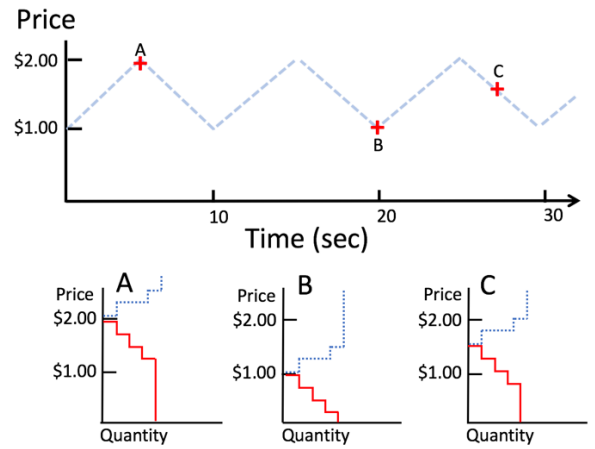 Price
$2.00
$1.00
A
B
C
10
20
30
Time (sec)
A
Price
$2.00
$1.00
Quantity
B
Price
$2.00
$1.00
Quantity
C
Price
$2.00
$1.00
Quantity